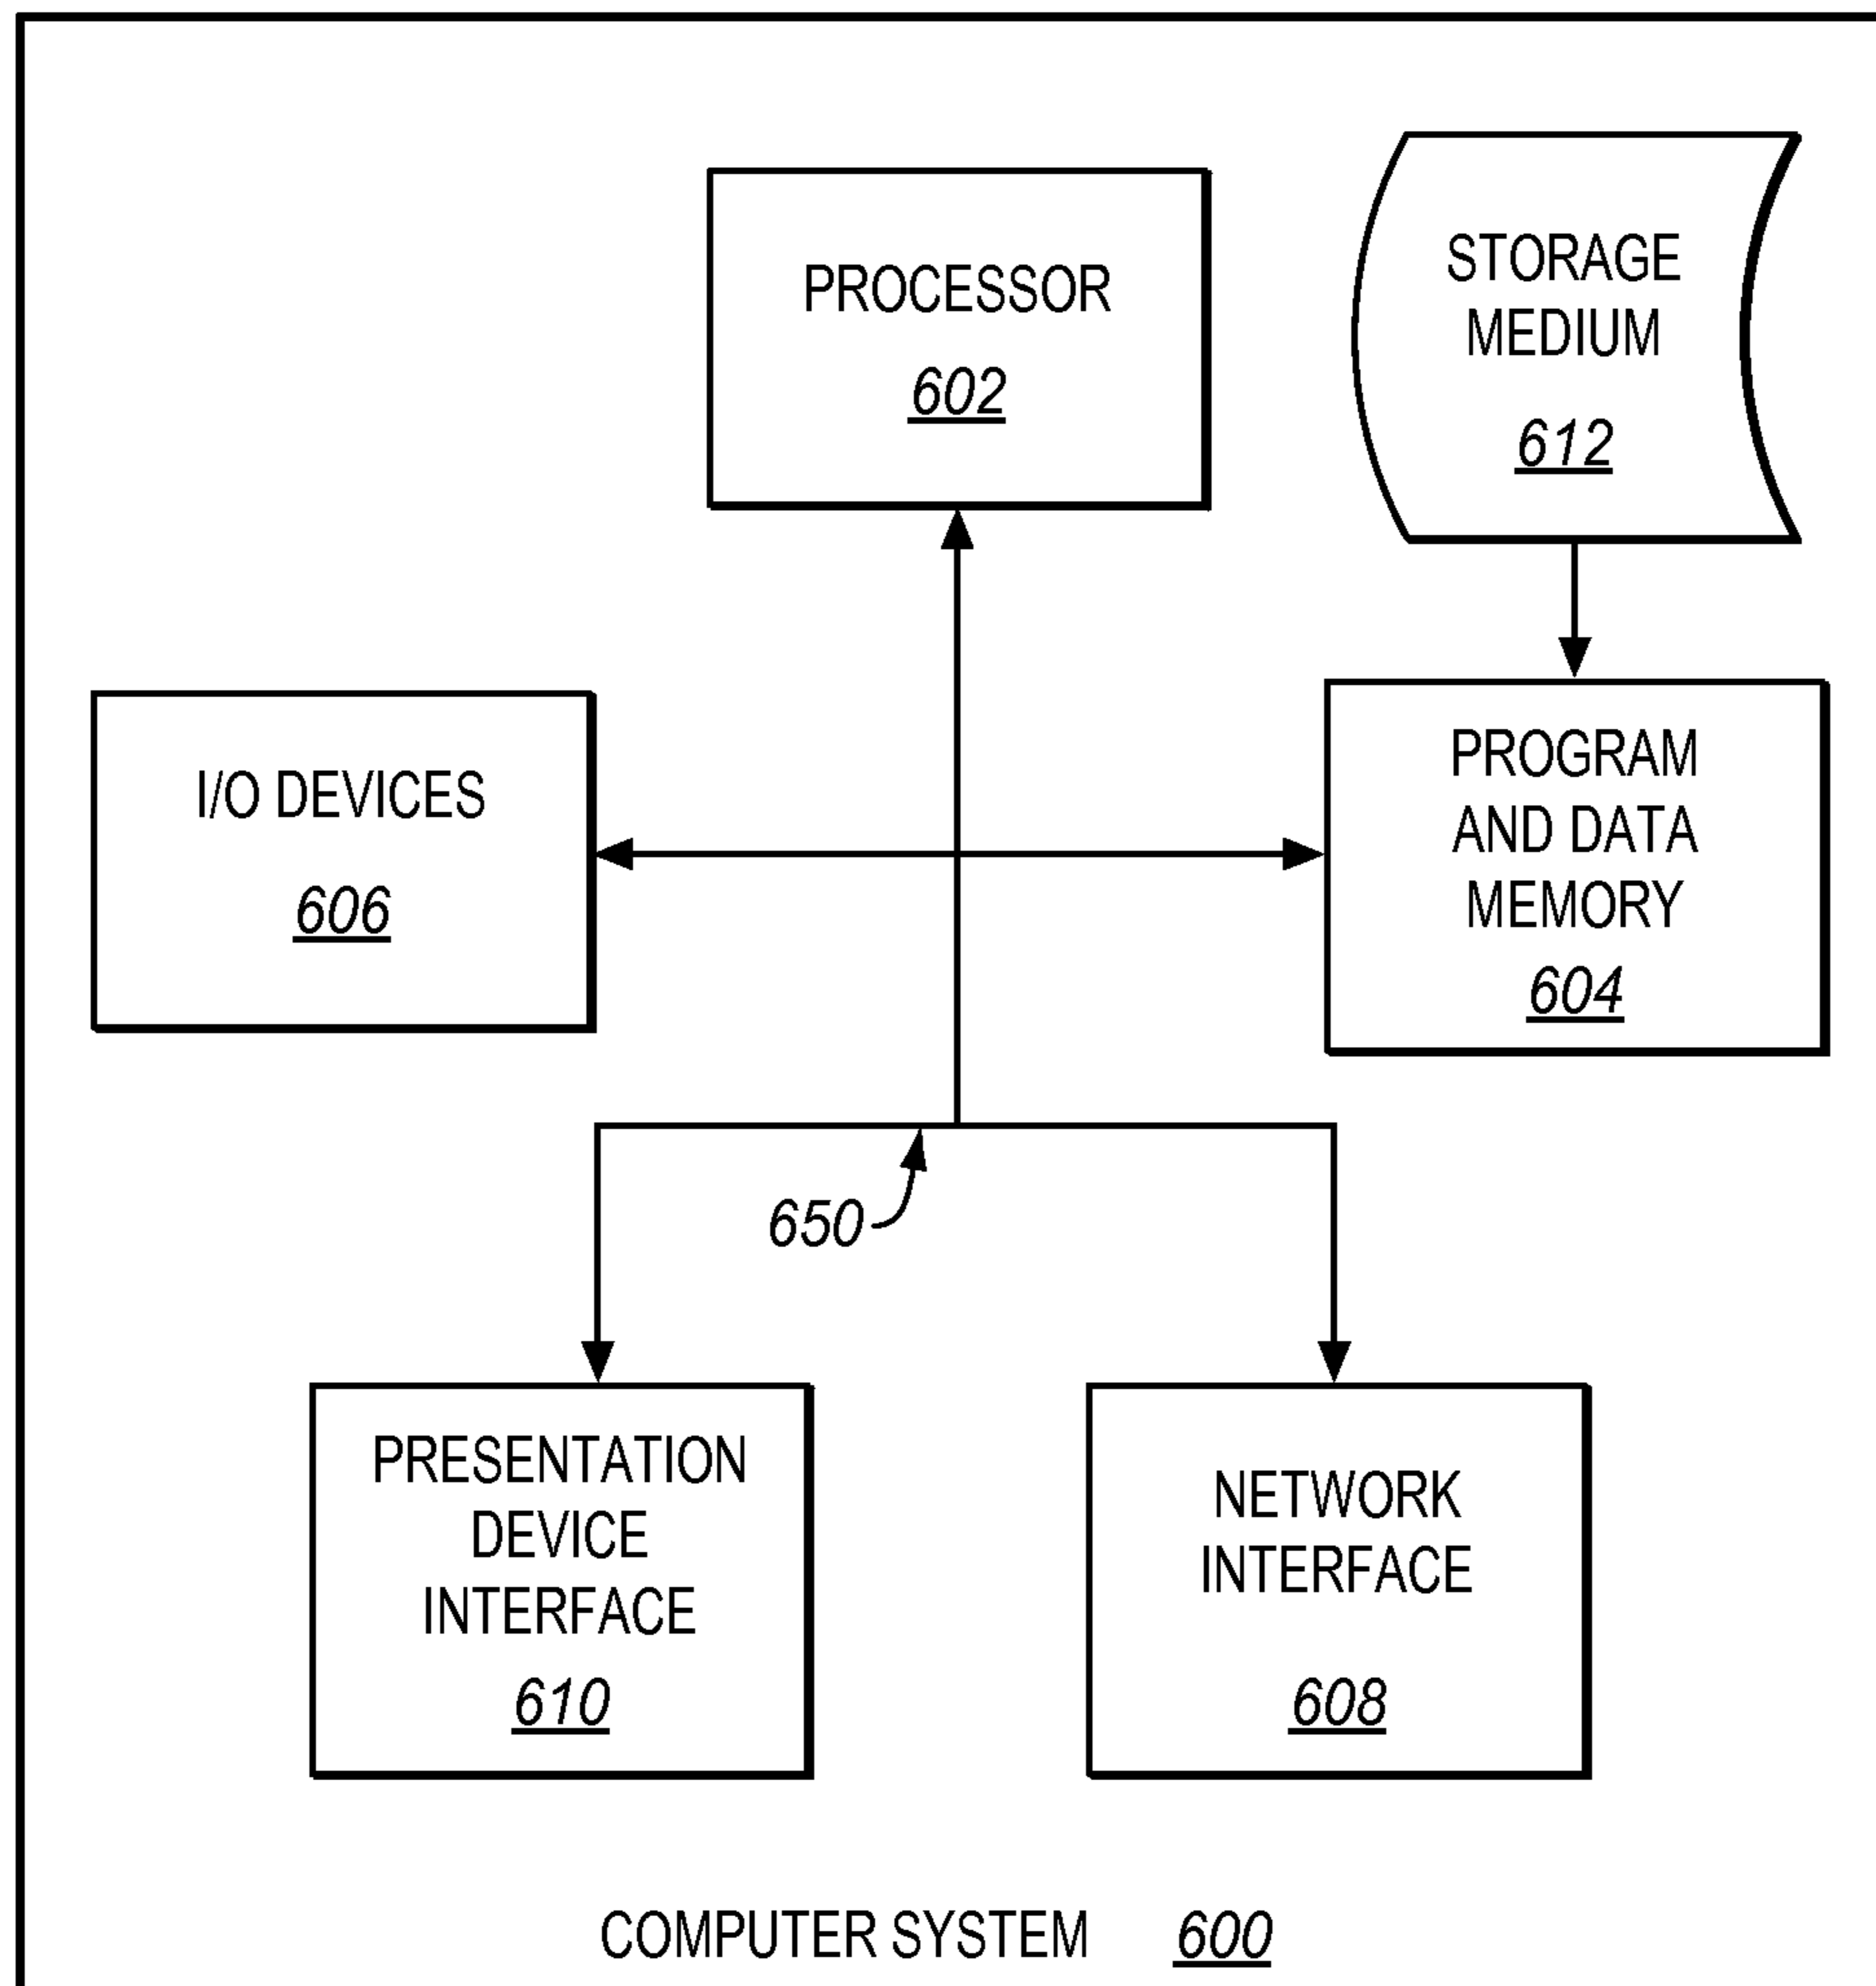 PROCESSOR
602
STORAGE
MEDIUM
612
I/O DEVICES
606
PROGRAM
AND DATA
MEMORY
604
650
PRESENTATION
DEVICE
INTERFACE
610
NETWORK
INTERFACE
608
COMPUTER SYSTEM 600